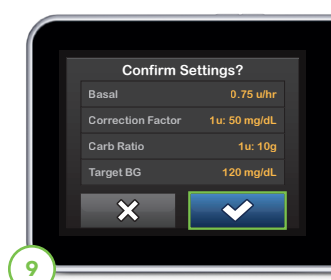 Confirm Settings?
Basal 0.75 u/hr
Correction Factor 1u: 50 mg/dL
Carb Ratio 1u: 10g
Target BG 120 mg/dL
9